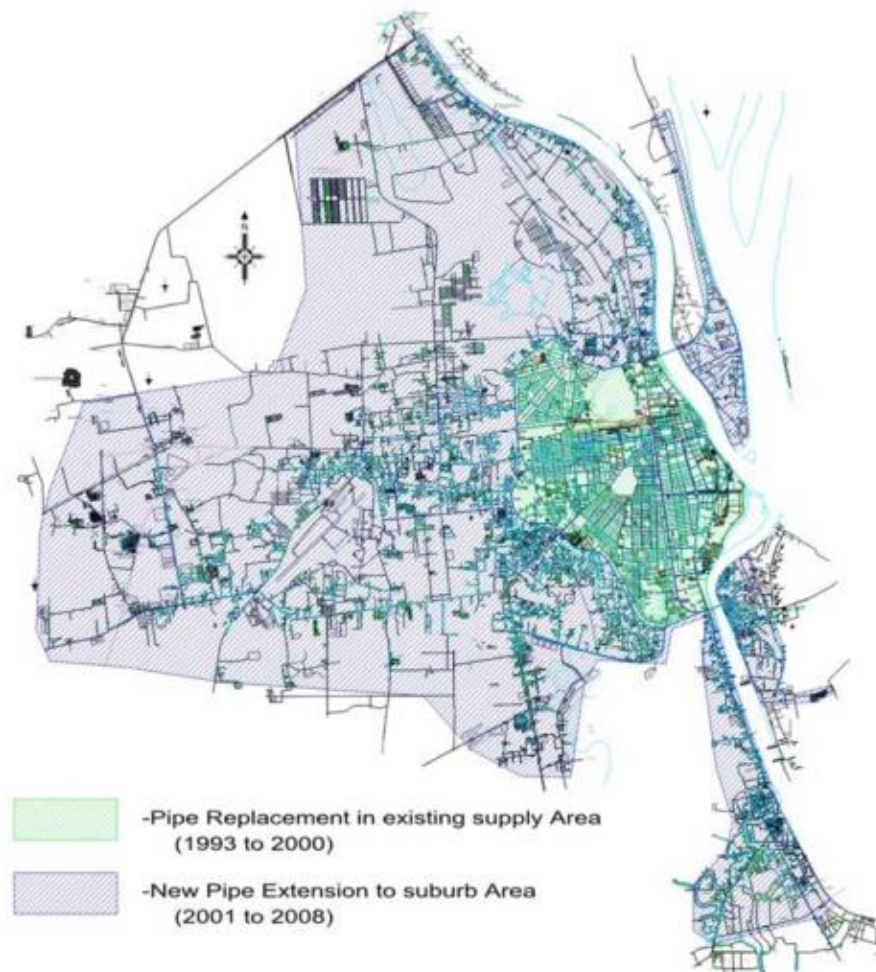 N
-Pipe Replacement in existing supply Area
(1993 to 2000)
-New Pipe Extension to suburb Area
(2001 to 2008)